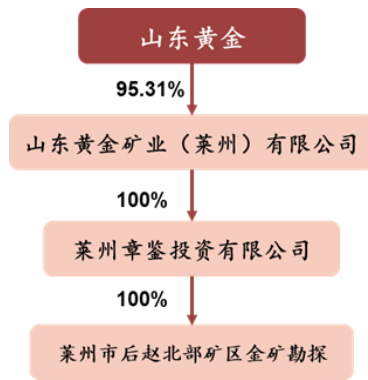 山东黄金
95.31%
山东黄金矿业（莱州）有限公司
100%
莱州章鉴投资有限公司
100%
莱州市后赵北部矿区金矿勘探